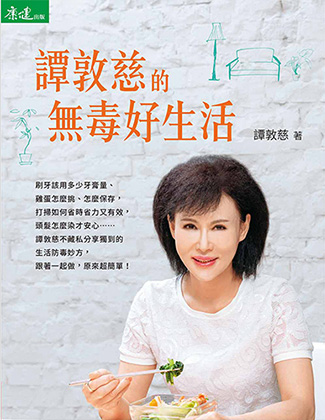 康健出版
譚敦慈的
無毒好生活
譚敦慈 著
刷牙該用多少牙膏量、
雞蛋怎麼挑、怎麼保存，
打掃如何省時省力又有效，
頭髮怎麼染才安心⋯⋯
譚敦慈不藏私分享獨到的
生活防毒妙方，
跟著一起做，原來超簡單！